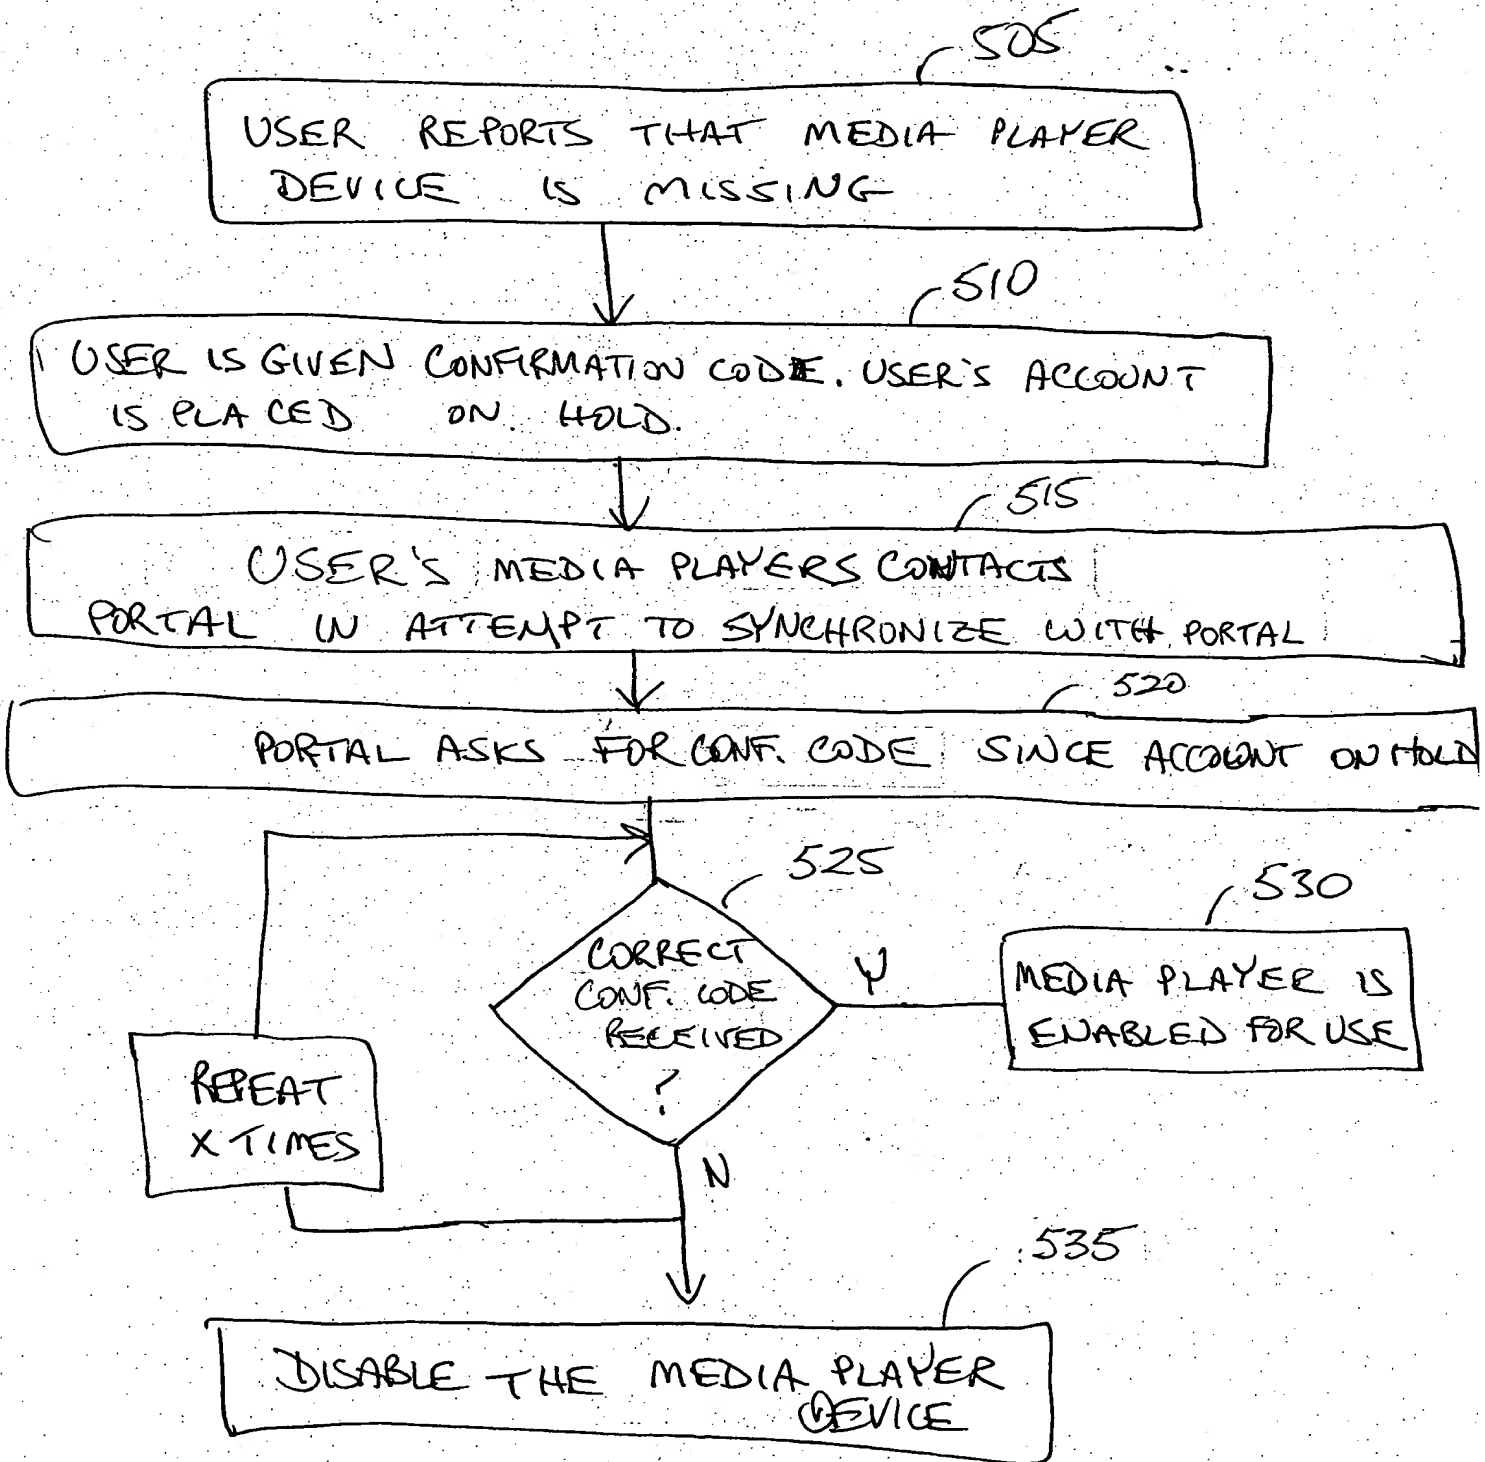 505
USER REPORTS THAT MEDIA PLAYER
DEVICE IS MISSING
510
USER IS GIVEN CONFIRMATION CODE. USER'S ACCOUNT
IS PLACED ON HOLD.
515
USER'S MEDIA PLAYERS CONTACTS
PORTAL IN ATTEMPT TO SYNCHRONIZE WITH PORTAL
520
PORTAL ASKS FOR CONF. CODE SINCE ACCOUNT ON HOLD
525
CORRECT
CONF. CODE
RECEIVED
?
Y
530
MEDIA PLAYER IS
ENABLED FOR USE
REPEAT
X TIMES
N
535
DISABLE THE MEDIA PLAYER
DEVICE